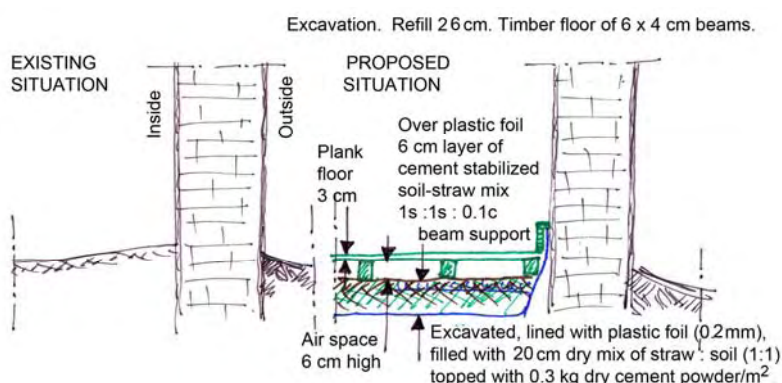 Excavation. Refill 26 cm. Timber floor of 6 x 4 cm beams.
EXISTING
SITUATION
Inside
Outside
PROPOSED
SITUATION
Plank
floor
3 cm
Over plastic foil
6 cm layer of
cement stabilized
soil-straw mix
1s :1s : 0.1c
beam support
Air space
6 cm high
Excavated, lined with plastic foil (0.2mm),
filled with 20 cm dry mix of straw : soil (1:1)
topped with 0.3 kg dry cement powder/m²